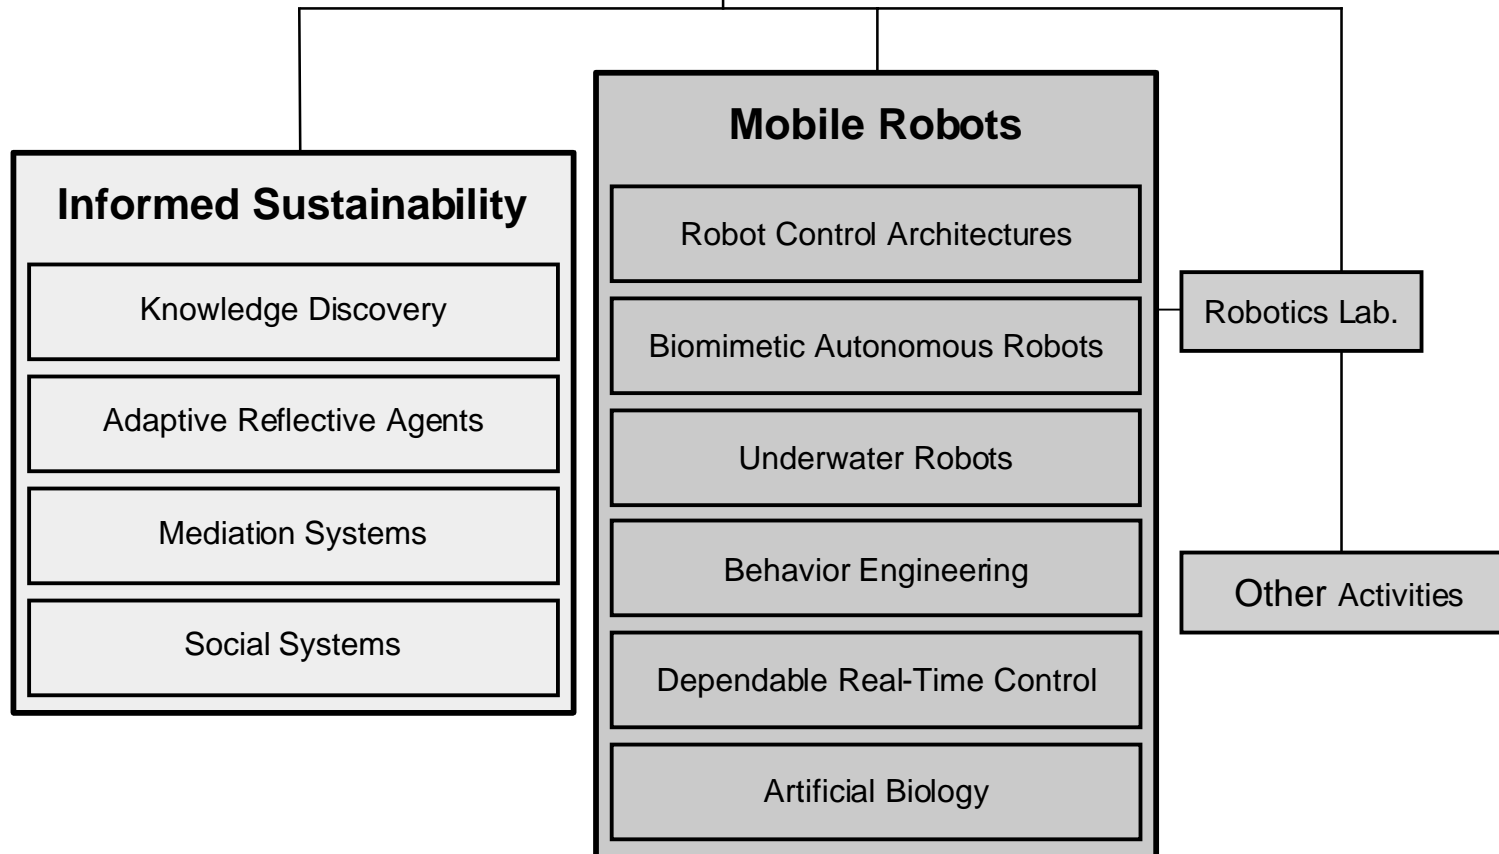 Informed Sustainability
Knowledge Discovery
Adaptive Reflective Agents
Mediation Systems
Social Systems
Mobile Robots
Robot Control Architectures
Biomimetic Autonomous Robots
Underwater Robots
Behavior Engineering
Dependable Real-Time Control
Artificial Biology
Robotics Lab.
Other Activities